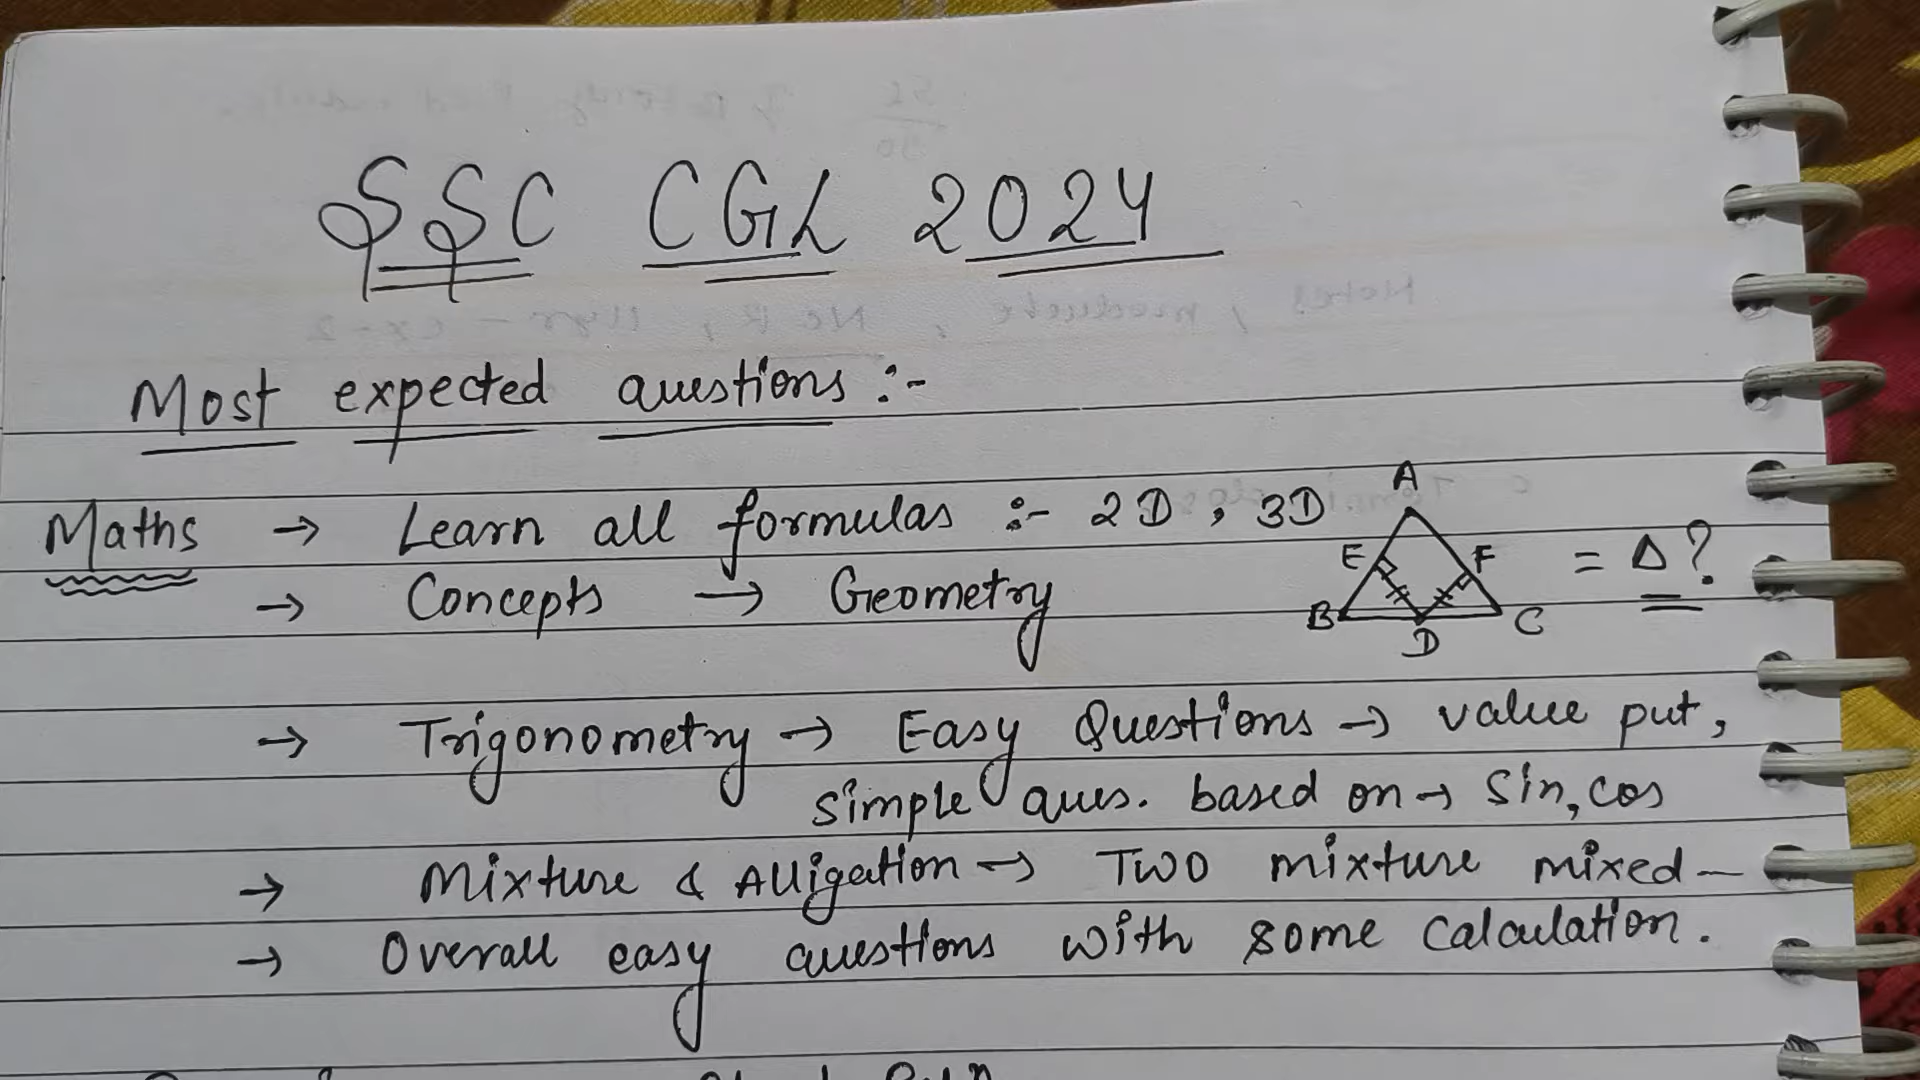 SSC CGL 2024
Most expected questions :-
Maths → Learn all formulas :- 2D, 3D
A
E F = Δ?
B D C
→ Concepts → Geometry
→ Trigonometry → Easy Questions → value put,
simple ques. based on → Sin, cos
→ Mixture & Alligation → Two mixture mixed —
→ Overall easy questions with some calculation.